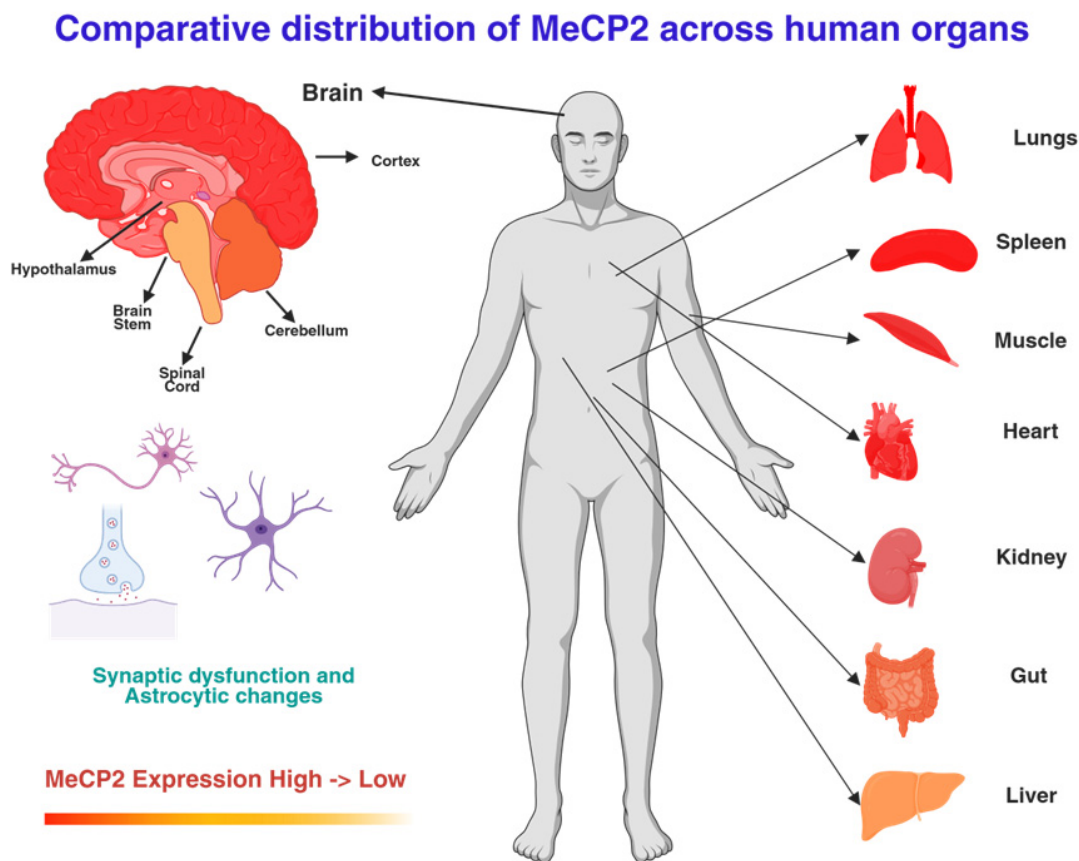 Comparative distribution of MeCP2 across human organs
Brain
Cortex
Hypothalamus
Brain
Stem
Cerebellum
Spinal
Cord
Lungs
Spleen
Muscle
Heart
Kidney
Gut
Liver
Synaptic dysfunction and
Astrocytic changes
MeCP2 Expression High -> Low